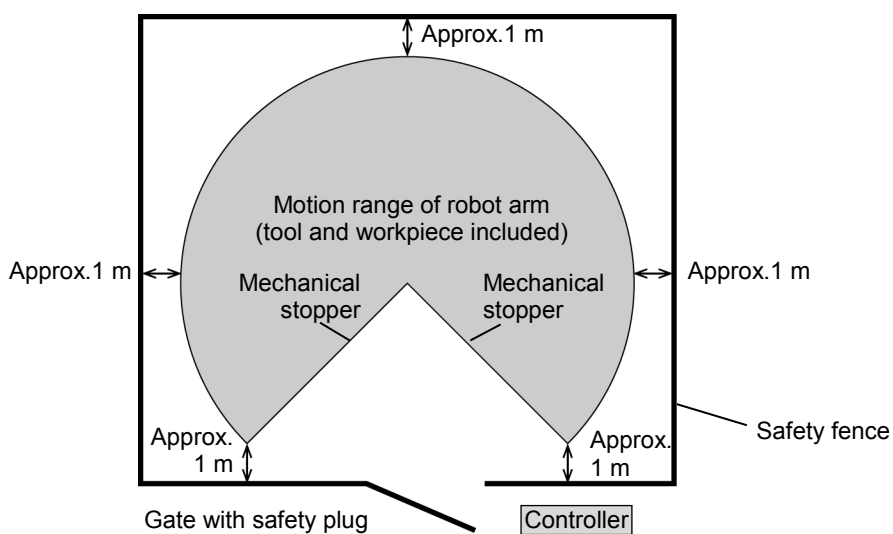 Approx.1 m
Motion range of robot arm
(tool and workpiece included)
Approx.1 m
Mechanical
stopper
Mechanical
stopper
Approx.1 m
Approx.
1 m
Approx.
1 m
Safety fence
Gate with safety plug
Controller